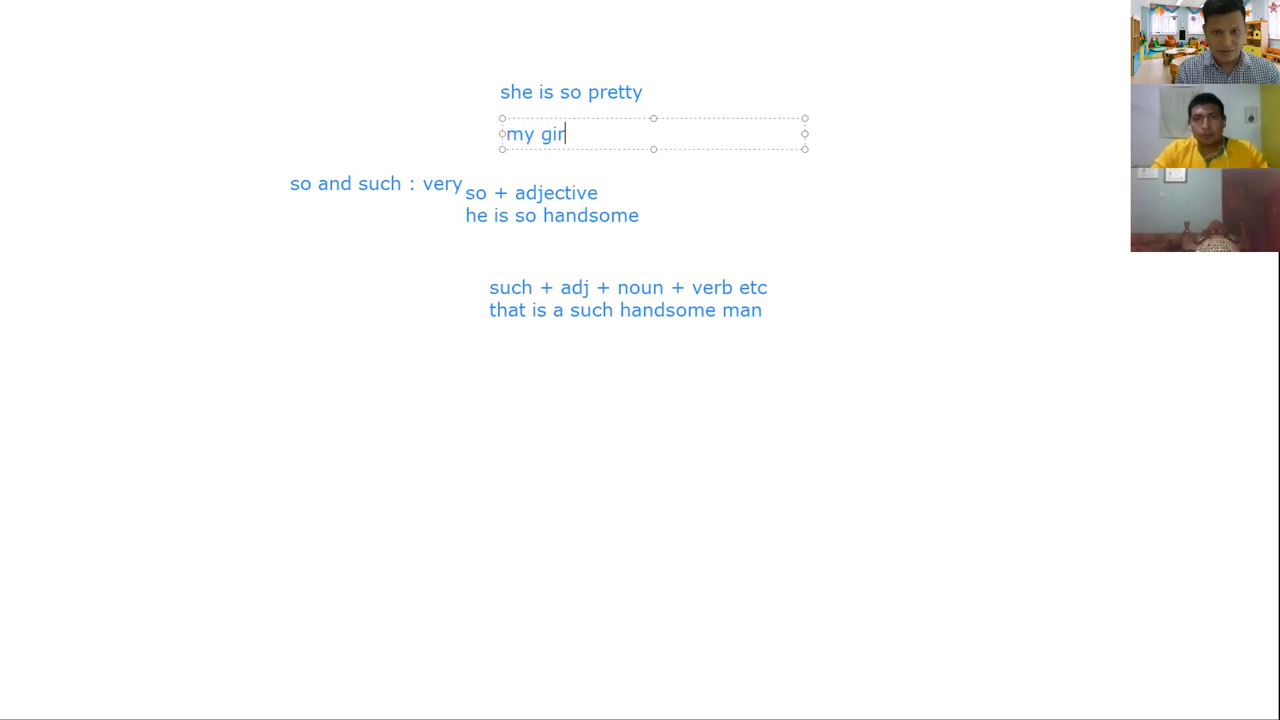 she is so pretty
my gir
so and such : very
so + adjective
he is so handsome
such + adj + noun + verb etc
that is a such handsome man